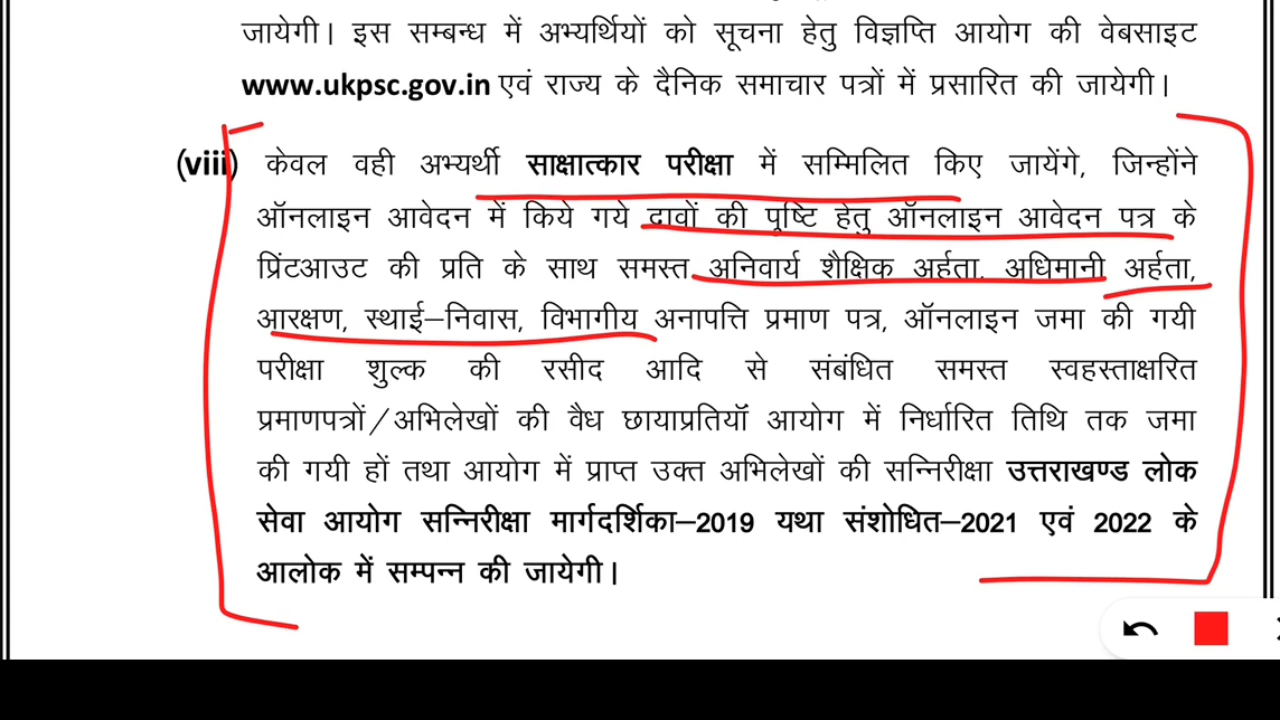 जायेगी। इस सम्बन्ध में अभ्यर्थियों को सूचना हेतु विज्ञप्ति आयोग की वेबसाइट
www.ukpsc.gov.in एवं राज्य के दैनिक समाचार पत्रों में प्रसारित की जायेगी।
(viii) केवल वही अभ्यर्थी साक्षात्कार परीक्षा में सम्मिलित किए जायेंगे, जिन्होंने
ऑनलाइन आवेदन में किये गये दावों की पुष्टि हेतु ऑनलाइन आवेदन पत्र के
प्रिंटआउट की प्रति के साथ समस्त अनिवार्य शैक्षिक अर्हता, अधिमानी अर्हता,
आरक्षण, स्थाई–निवास, विभागीय अनापत्ति प्रमाण पत्र, ऑनलाइन जमा की गयी
परीक्षा शुल्क की रसीद आदि से संबंधित समस्त स्वहस्ताक्षरित
प्रमाणपत्रों/अभिलेखों की वैध छायाप्रतियॉं आयोग में निर्धारित तिथि तक जमा
की गयी हों तथा आयोग में प्राप्त उक्त अभिलेखों की सन्निरीक्षा उत्तराखण्ड लोक
सेवा आयोग सन्निरीक्षा मार्गदर्शिका–2019 यथा संशोधित–2021 एवं 2022 के
आलोक में सम्पन्न की जायेगी।